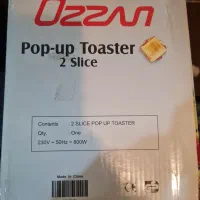 OZZAN
Pop-up Toaster
2 Slice
Contents: 2 SLICE POP UP TOASTER
Qty. One
230V ~ 50Hz ~ 800W
Made in China
CE